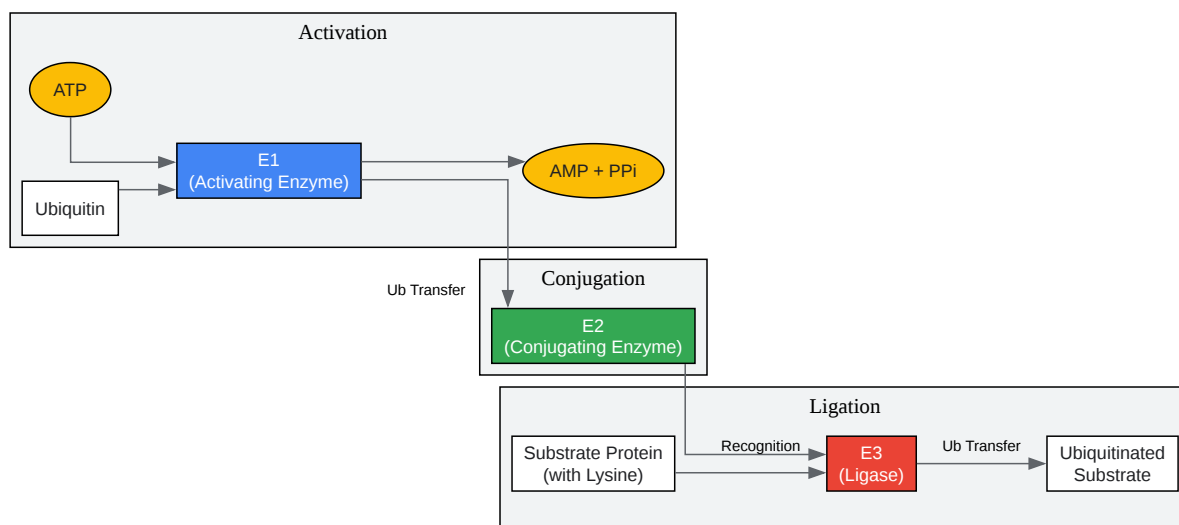 Activation
ATP
E1
(Activating Enzyme)
AMP + PPi
Ubiquitin
Ub Transfer
Conjugation
E2
(Conjugating Enzyme)
Ligation
Substrate Protein
(with Lysine)
Recognition
E3
(Ligase)
Ub Transfer
Ubiquitinated
Substrate